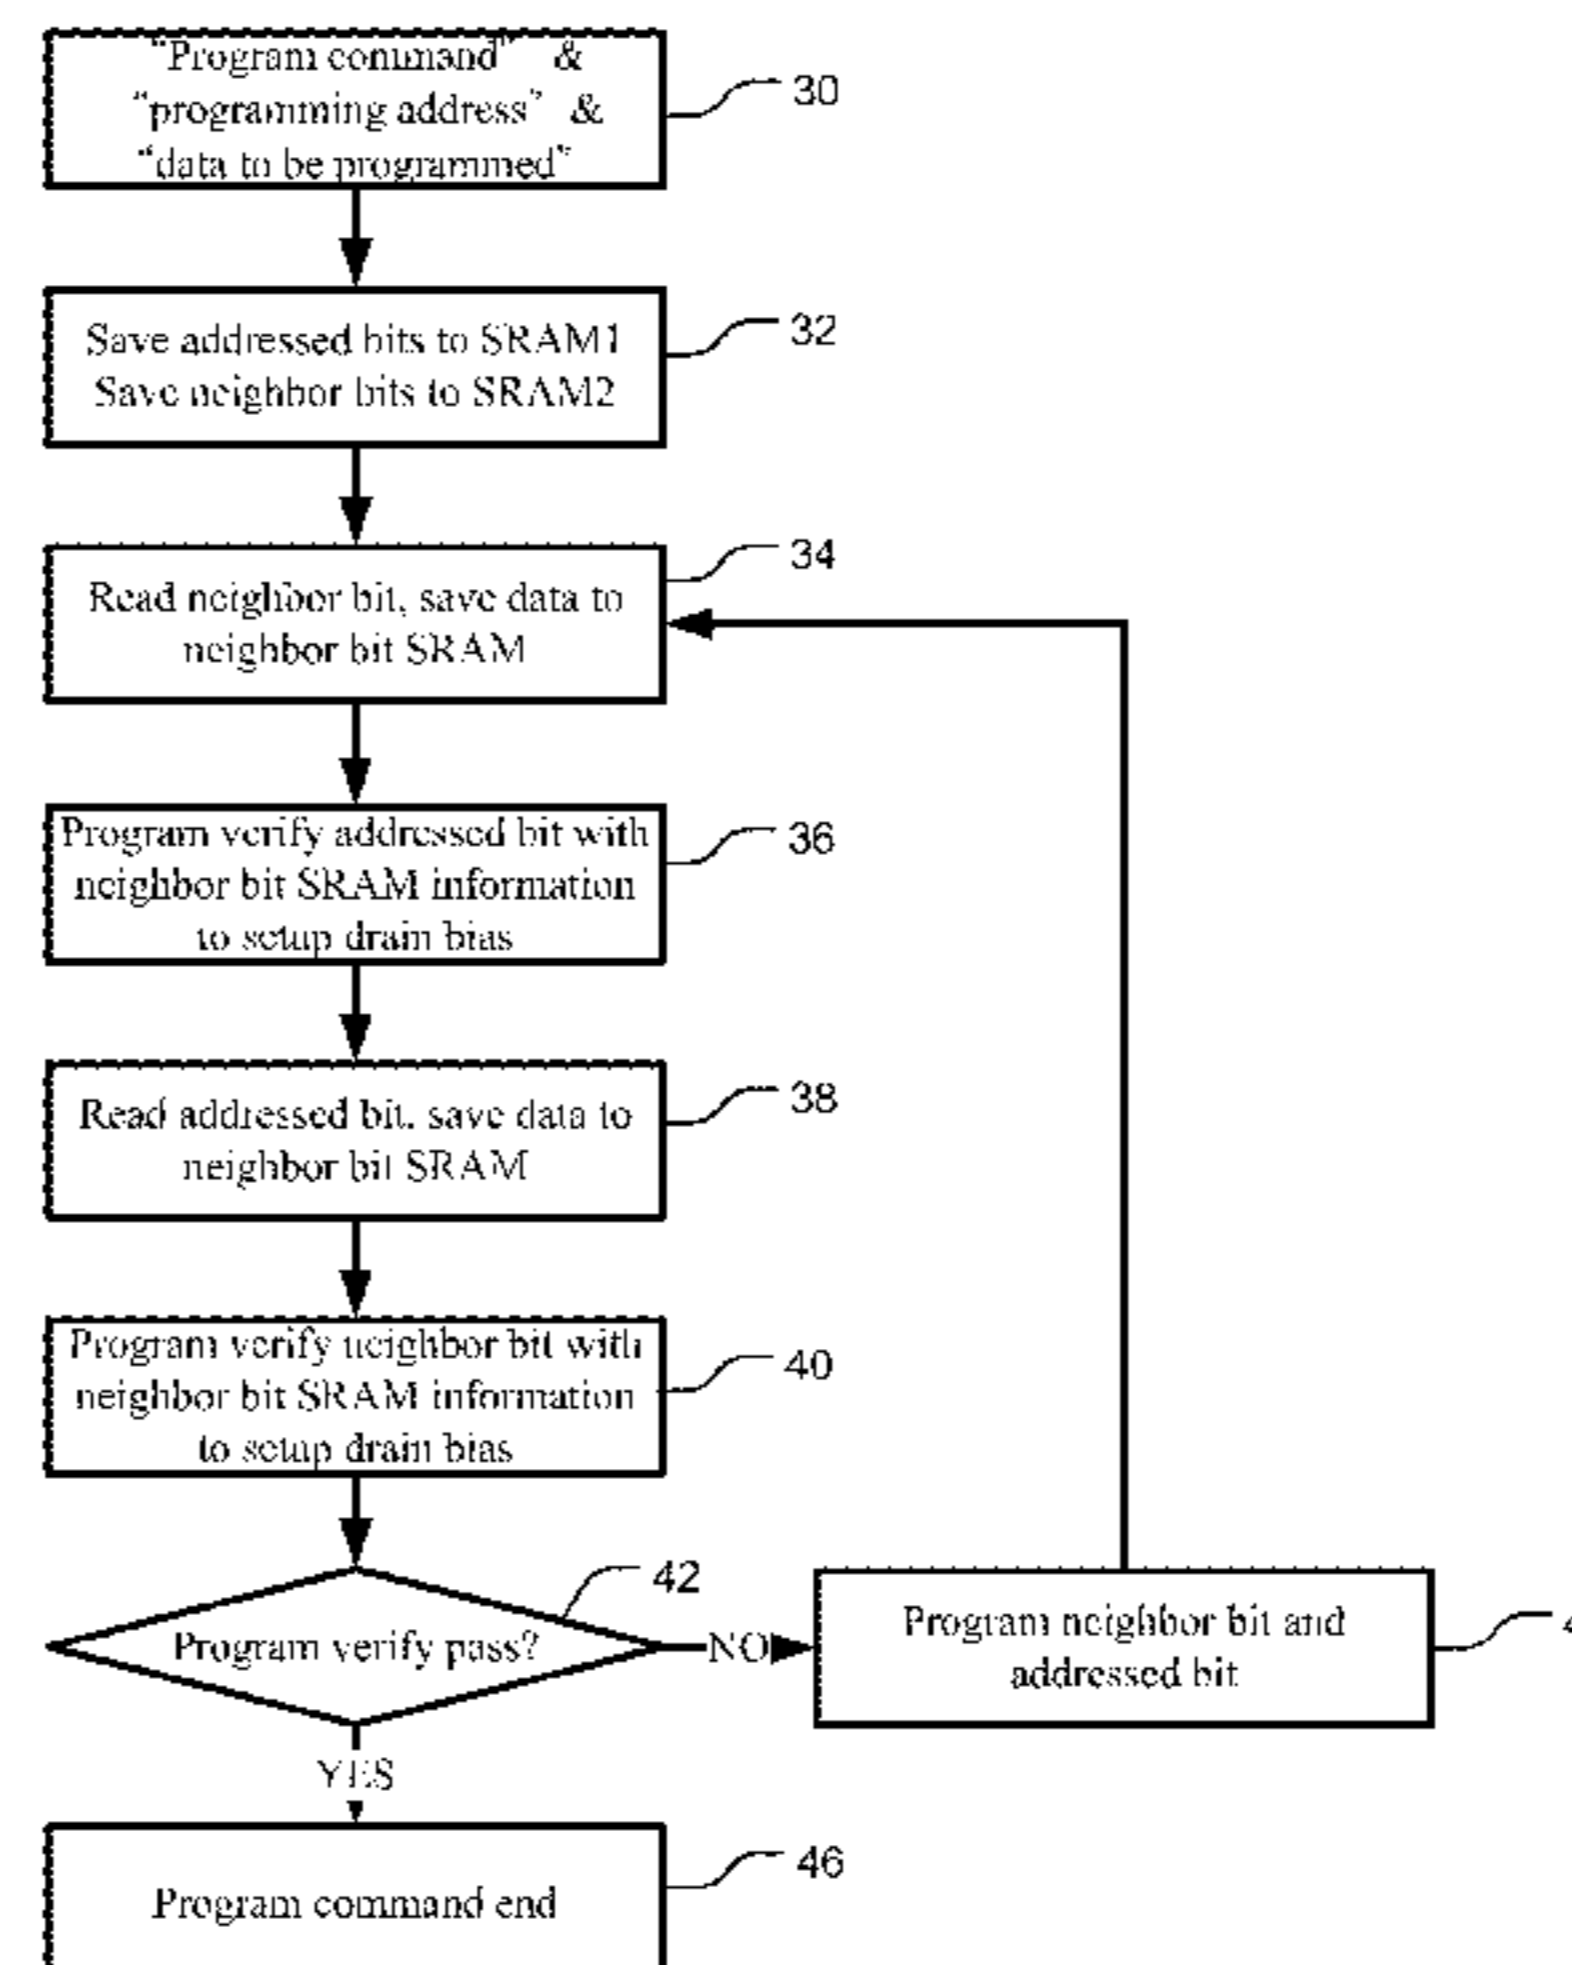 “Program command” &
“programming address” &
“data to be programmed”
30
Save addressed bits to SRAM1
Save neighbor bits to SRAM2
32
Read neighbor bit, save data to
neighbor bit SRAM
34
Program verify addressed bit with
neighbor bit SRAM information
to setup drain bias
36
Read addressed bit, save data to
neighbor bit SRAM
38
Program verify neighbor bit with
neighbor bit SRAM information
to setup drain bias
40
Program verify pass?
42
NO
Program neighbor bit and
addressed bit
YES
Program command end
46